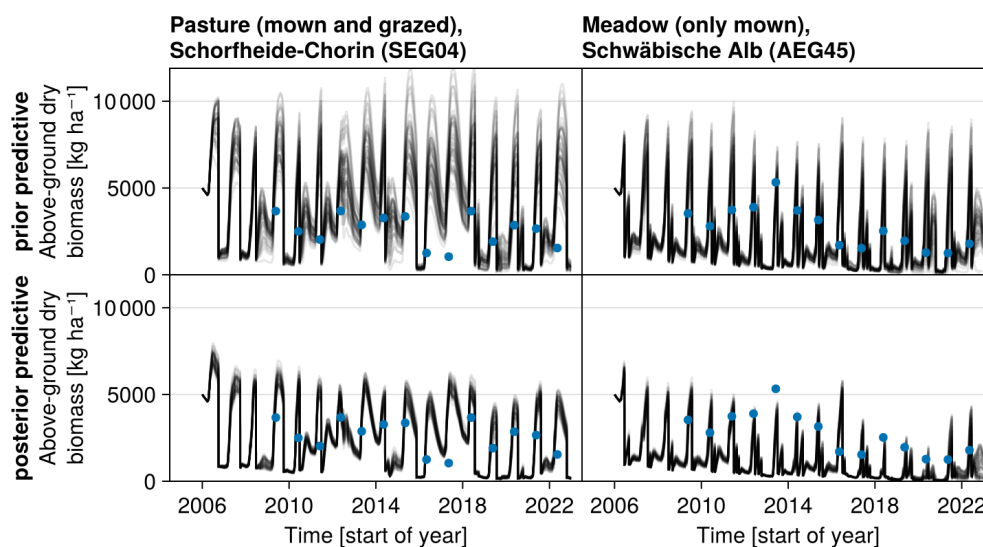 Pasture (mown and grazed),
Schorfheide-Chorin (SEG04)
Meadow (only mown),
Schwäbische Alb (AEG45)
prior predictive
Above-ground dry
biomass [kg ha⁻¹]
10 000
5000
0
posterior predictive
Above-ground dry
biomass [kg ha⁻¹]
10 000
5000
0
2006 2010 2014 2018 2022
2006 2010 2014 2018 2022
Time [start of year]
Time [start of year]